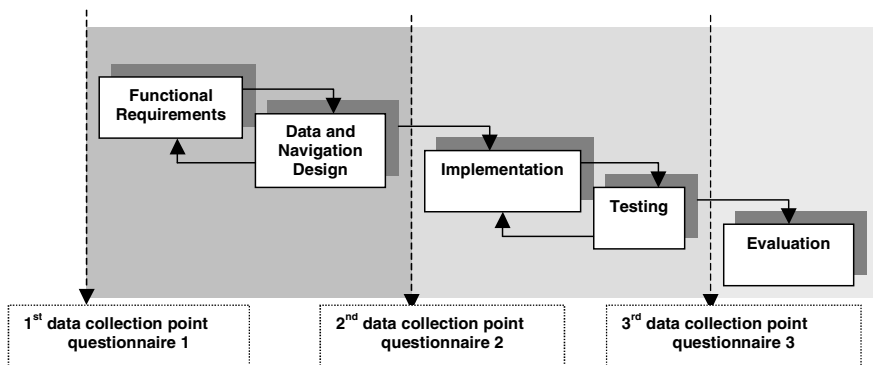 Functional
Requirements
Data and
Navigation
Design
Implementation
Testing
Evaluation
1st data collection point
questionnaire 1
2nd data collection point
questionnaire 2
3rd data collection point
questionnaire 3